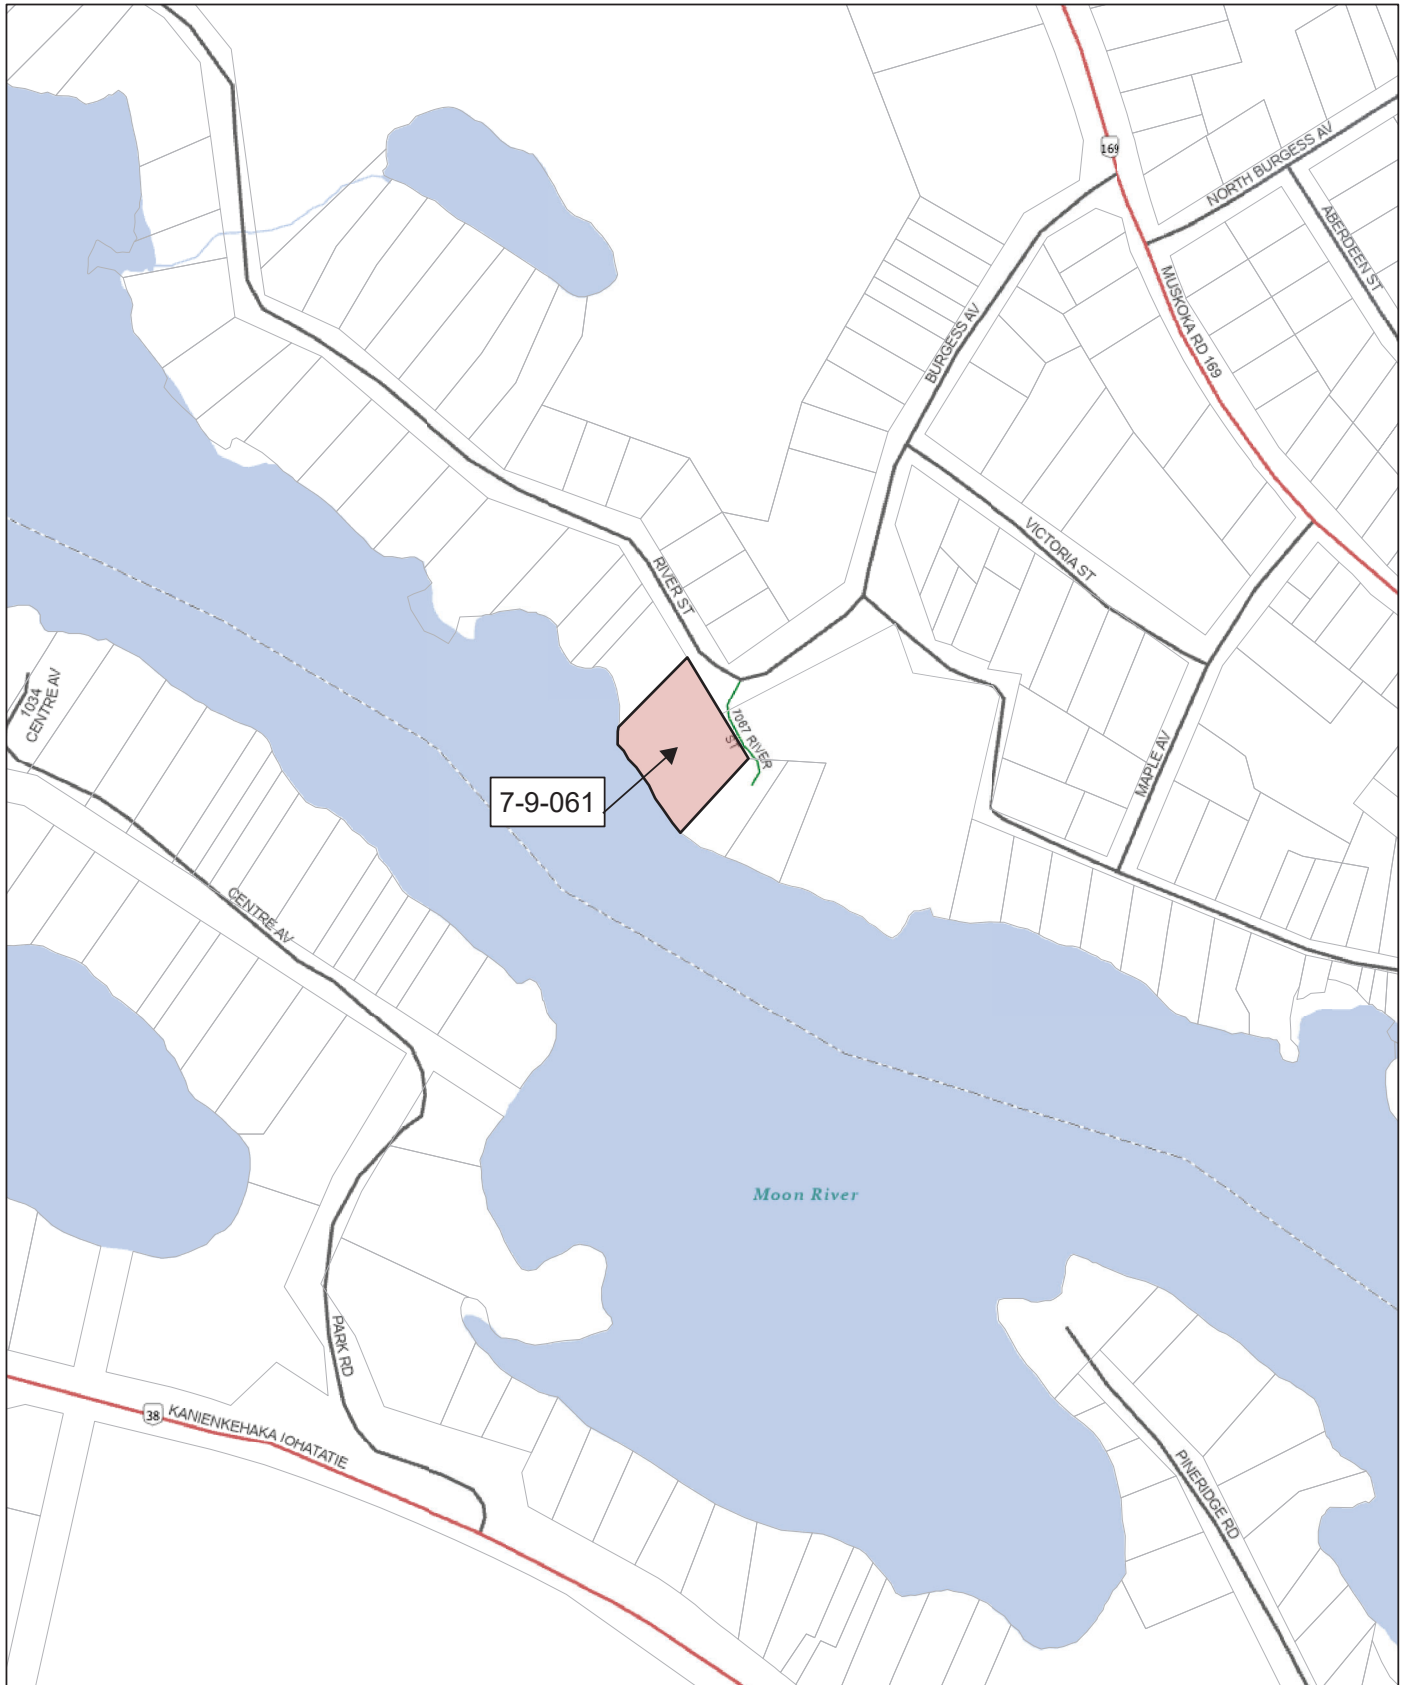 169
NORTH BURGESS AV
ABERDEEN ST
MUSKOKA RD 169
BURGESS AV
VICTORIA ST
RIVER ST
1034
CENTRE AV
7067 RIVER
ST
MAPLE AV
7-9-061
CENTRE AV
Moon River
PARK RD
38
KANIENKEHAKA IOHATATIE
PINERIDGE RD